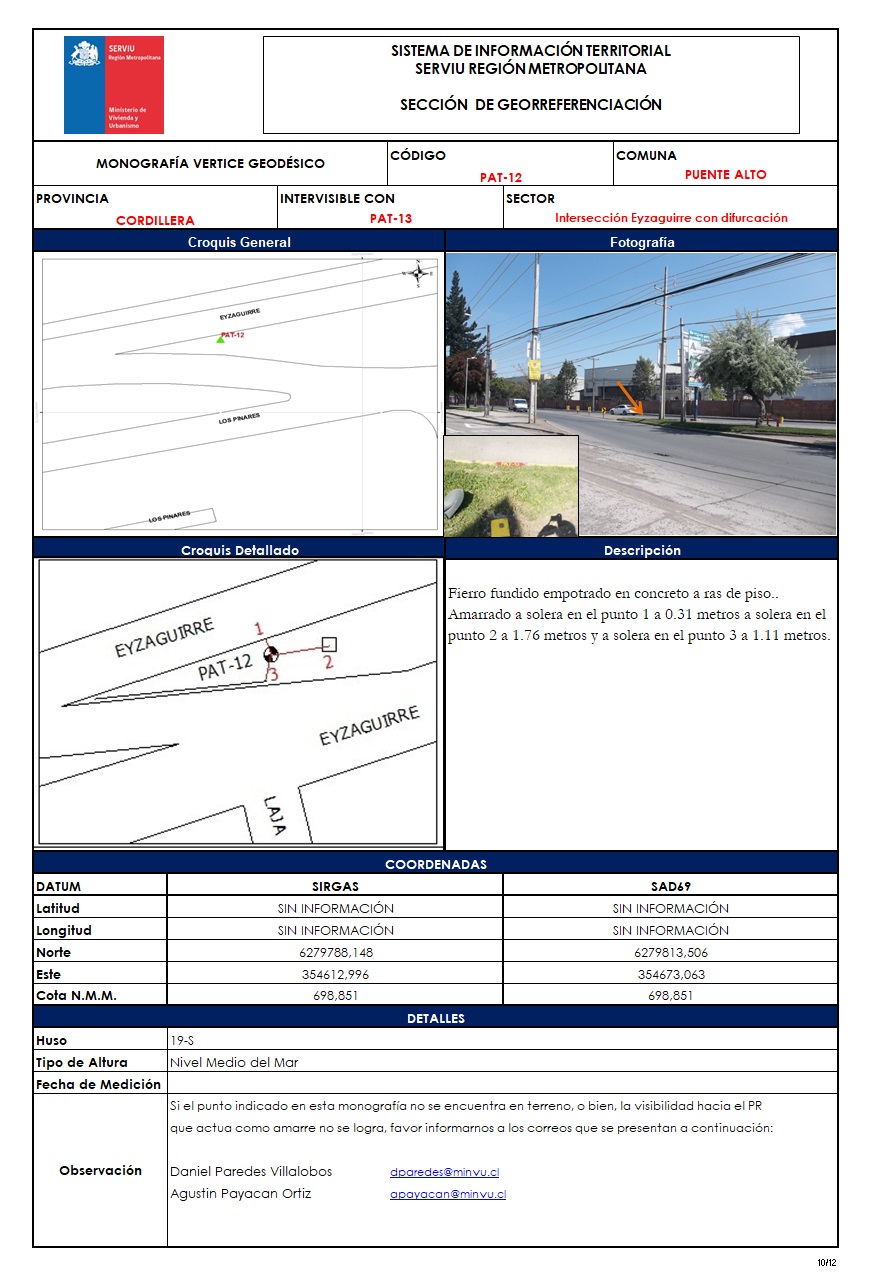 SERVIU
Región Metropolitana
Ministerio de
Vivienda y
Urbanismo
SISTEMA DE INFORMACIÓN TERRITORIAL
SERVIU REGIÓN METROPOLITANA
SECCIÓN DE GEORREFERENCIACIÓN
MONOGRAFÍA VERTICE GEODÉSICO
CÓDIGO
PAT-12
COMUNA
PUENTE ALTO
PROVINCIA
CORDILLERA
INTERVISIBLE CON
PAT-13
SECTOR
Intersección Eyzaguirre con difurcación
Croquis General
Fotografía
N
W
E
S
EYZAGUIRRE
PAT-12
LOS PINARES
LOS PINARES
Croquis Detallado
Descripción
EYZAGUIRRE
1
PAT-12
2
3
EYZAGUIRRE
LAJA
Fierro fundido empotrado en concreto a ras de piso..
Amarrado a solera en el punto 1 a 0.31 metros a solera en el
punto 2 a 1.76 metros y a solera en el punto 3 a 1.11 metros.
COORDENADAS
DATUM SIRGAS SAD69
Latitud SIN INFORMACIÓN SIN INFORMACIÓN
Longitud SIN INFORMACIÓN SIN INFORMACIÓN
Norte 6279788,148 6279813,506
Este 354612,996 354673,063
Cota N.M.M. 698,851 698,851
DETALLES
Huso 19-S
Tipo de Altura Nivel Medio del Mar
Fecha de Medición
Observación
Si el punto indicado en esta monografía no se encuentra en terreno, o bien, la visibilidad hacia el PR
que actua como amarre no se logra, favor informarnos a los correos que se presentan a continuación:
Daniel Paredes Villalobos dparedes@minvu.cl
Agustin Payacan Ortiz apayacan@minvu.cl
10/12